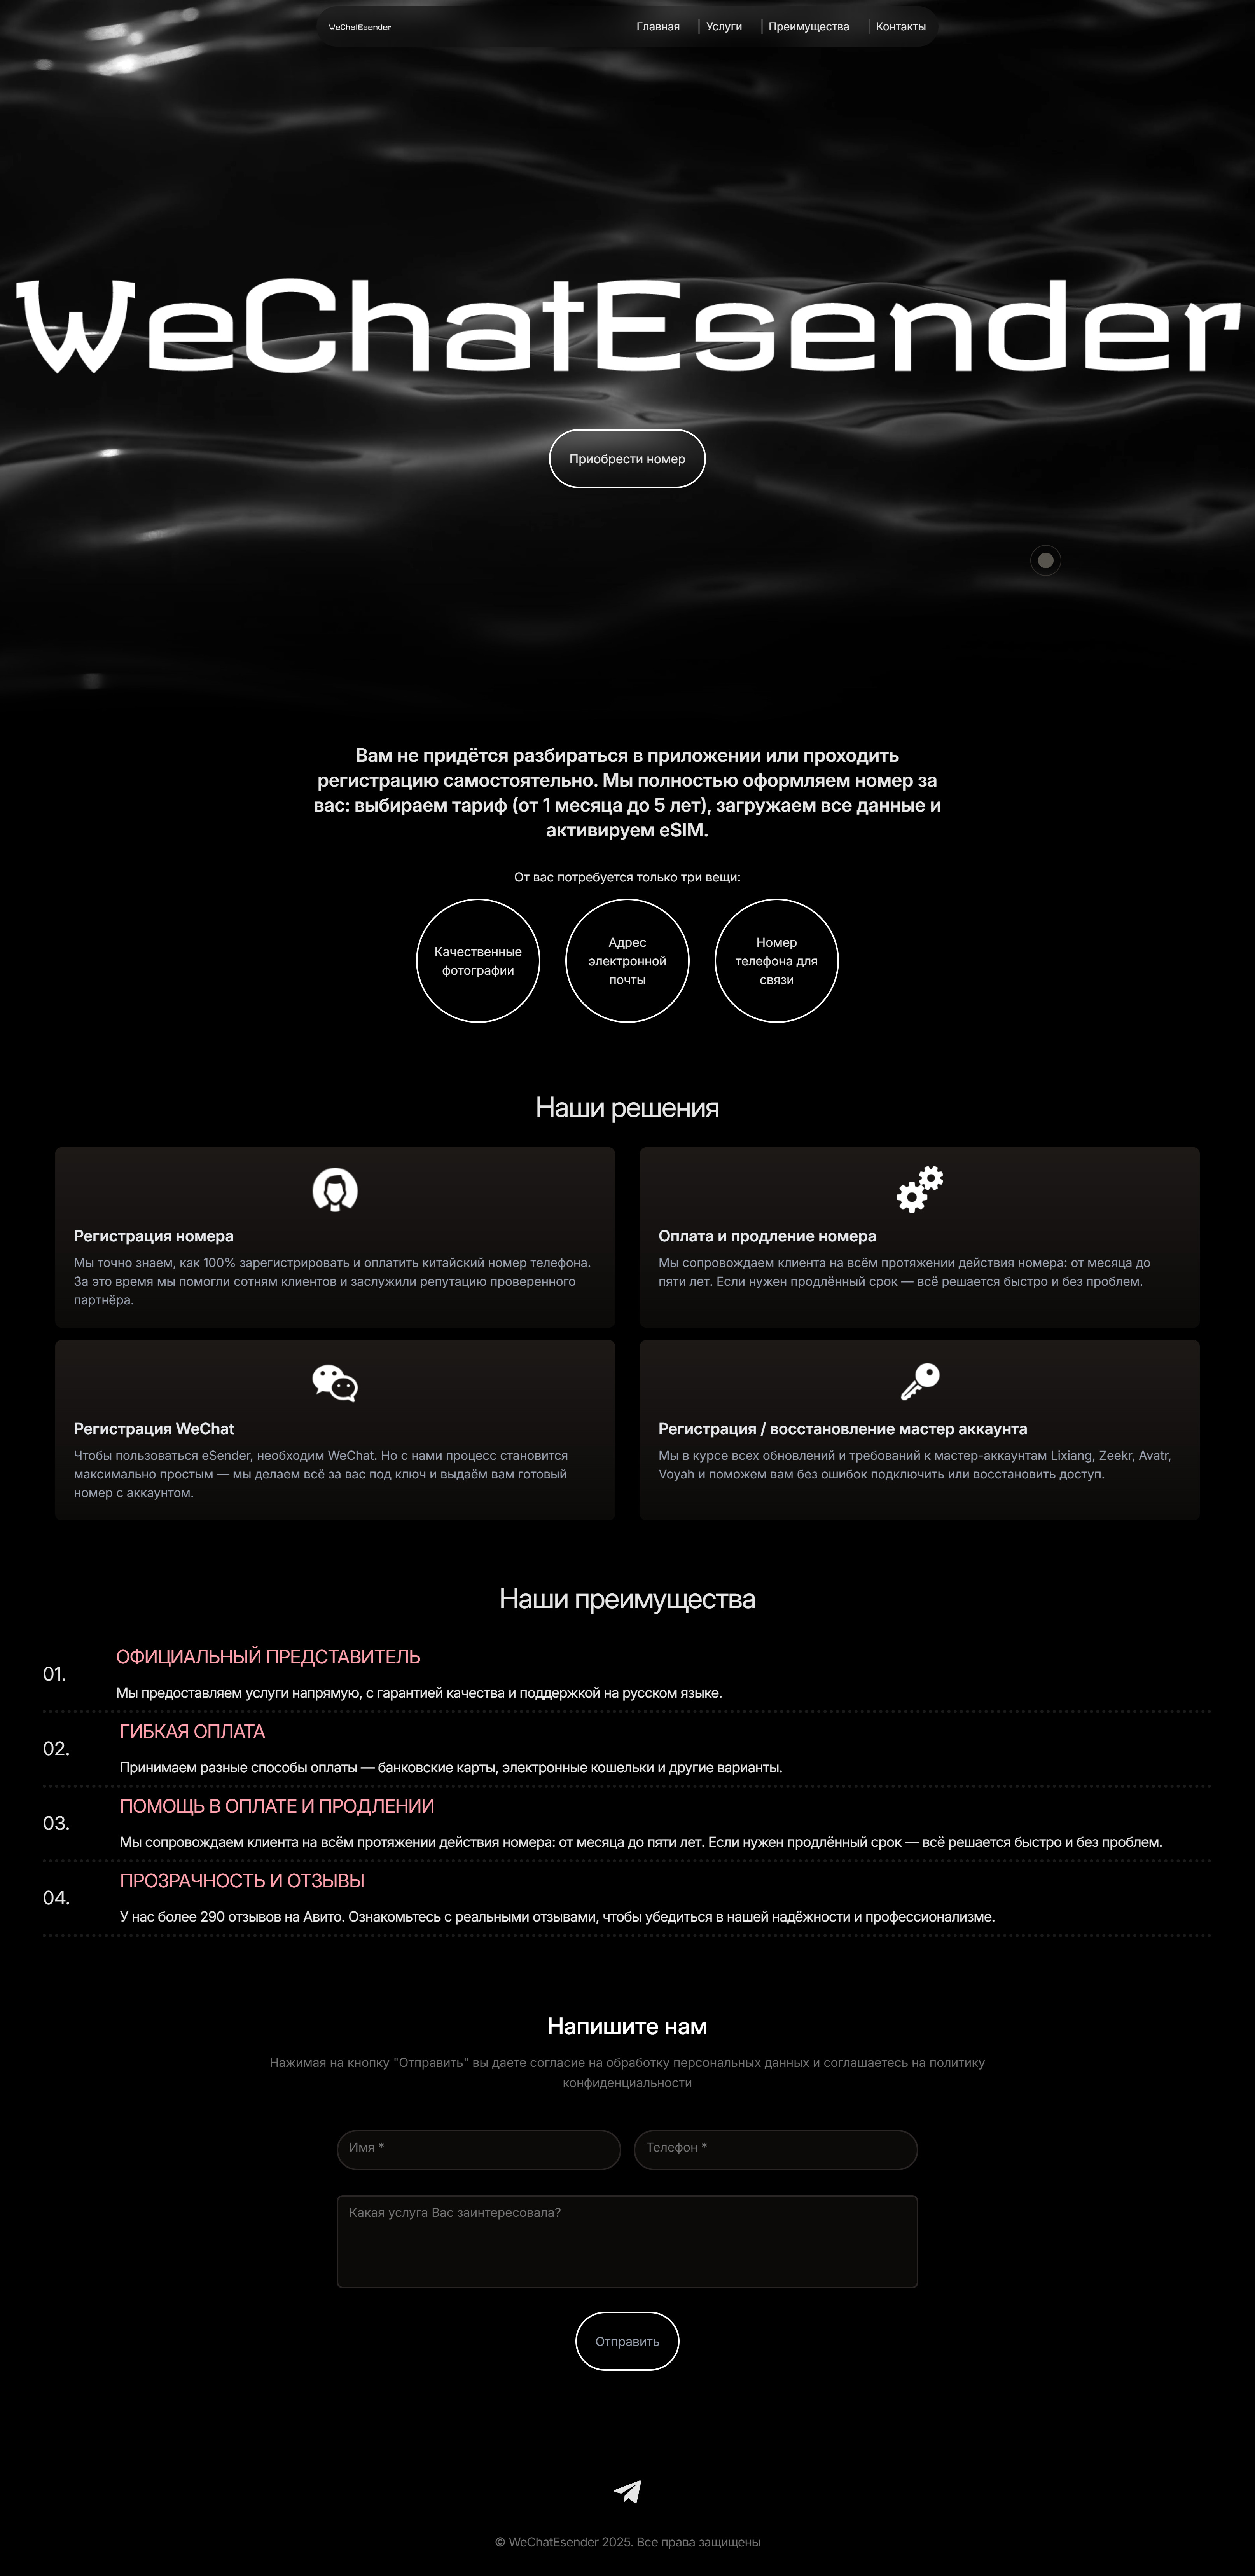 WeChatEsender
Главная
Услуги
Преимущества
Контакты
WeChatEsender
Приобрести номер
Вам не придётся разбираться в приложении или проходить
регистрацию самостоятельно. Мы полностью оформляем номер за
вас: выбираем тариф (от 1 месяца до 5 лет), загружаем все данные и
активируем eSIM.
От вас потребуется только три вещи:
Качественные
фотографии
Адрес
электронной
почты
Номер
телефона для
связи
Наши решения
Регистрация номера
Мы точно знаем, как 100% зарегистрировать и оплатить китайский номер телефона.
За это время мы помогли сотням клиентов и заслужили репутацию проверенного
партнёра.
Оплата и продление номера
Мы сопровождаем клиента на всём протяжении действия номера: от месяца до
пяти лет. Если нужен продлённый срок — всё решается быстро и без проблем.
Регистрация WeChat
Чтобы пользоваться eSender, необходим WeChat. Но с нами процесс становится
максимально простым — мы делаем всё за вас под ключ и выдаём вам готовый
номер с аккаунтом.
Регистрация / восстановление мастер аккаунта
Мы в курсе всех обновлений и требований к мастер-аккаунтам Lixiang, Zeekr, Avatr,
Voyah и поможем вам без ошибок подключить или восстановить доступ.
Наши преимущества
01.
ОФИЦИАЛЬНЫЙ ПРЕДСТАВИТЕЛЬ
Мы предоставляем услуги напрямую, с гарантией качества и поддержкой на русском языке.
02.
ГИБКАЯ ОПЛАТА
Принимаем разные способы оплаты — банковские карты, электронные кошельки и другие варианты.
03.
ПОМОЩЬ В ОПЛАТЕ И ПРОДЛЕНИИ
Мы сопровождаем клиента на всём протяжении действия номера: от месяца до пяти лет. Если нужен продлённый срок — всё решается быстро и без проблем.
04.
ПРОЗРАЧНОСТЬ И ОТЗЫВЫ
У нас более 290 отзывов на Авито. Ознакомьтесь с реальными отзывами, чтобы убедиться в нашей надёжности и профессионализме.
Напишите нам
Нажимая на кнопку "Отправить" вы даете согласие на обработку персональных данных и соглашаетесь на политику
конфиденциальности
Имя *
Телефон *
Какая услуга Вас заинтересовала?
Отправить
© WeChatEsender 2025. Все права защищены